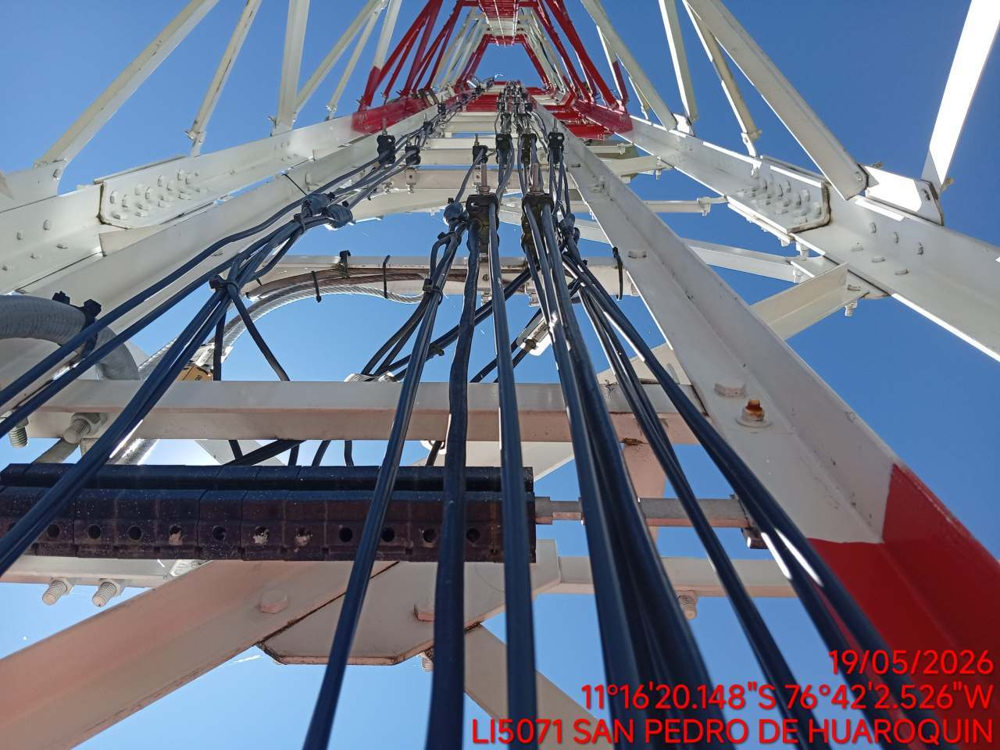 19/05/2026
11°16'20.148"S 76°42'2.526"W
LI5071 SAN PEDRO DE HUAROQUIN